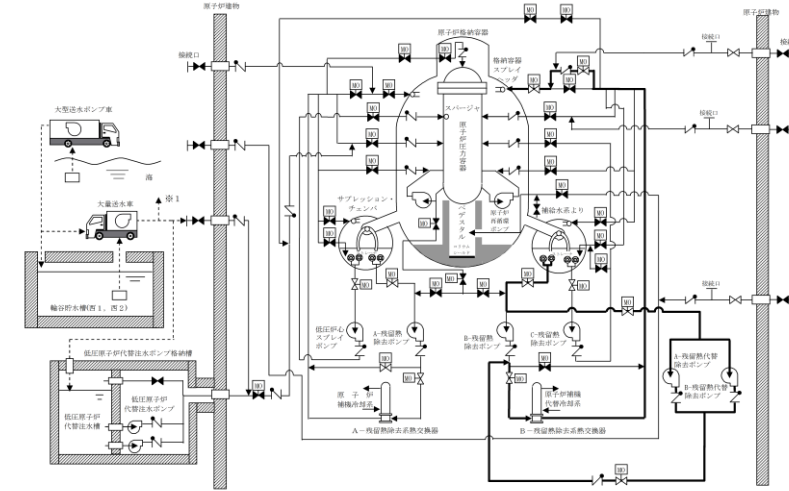 原子炉建物
原子炉建物
接続口
原子炉格納容器
格納容器
スプレイ
ヘッダ
接続口
接続口
大型送水ポンプ車
海
大量送水車
※1
スパージャ
原子炉圧力容器
ペデスタル
サプレッション・
チェンバ
原子炉
再循環
ポンプ
補給水系より
輪谷貯水槽(西1,西2)
接続口
低圧原子炉代替注水ポンプ格納槽
低圧原子炉
代替注水槽
低圧原子炉
代替注水ポンプ
低圧炉心
スプレイ
ポンプ
A-残留熱
除去ポンプ
B-残留熱
除去ポンプ
C-残留熱
除去ポンプ
A-残留熱代替
除去ポンプ
B-残留熱代替
除去ポンプ
原子炉
補機冷却系
原子炉補機
代替冷却系
A-残留熱除去系熱交換器
B-残留熱除去系熱交換器
MO